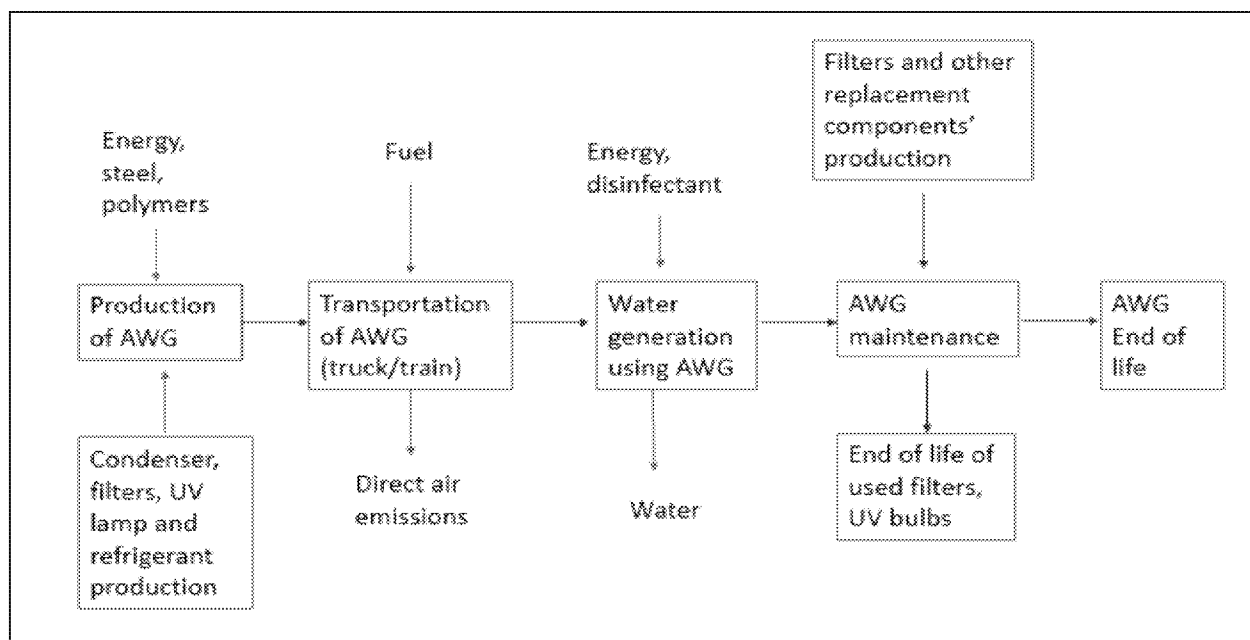 Filters and other
replacement
components'
production
Energy,
steel,
polymers
Fuel
Energy,
disinfectant
Production
of AWG
Transportation
of AWG
(truck/train)
Water
generation
using AWG
AWG
maintenance
AWG
End of
life
Condenser,
filters, UV
lamp and
refrigerant
production
Direct air
emissions
Water
End of life of
used filters,
UV bulbs